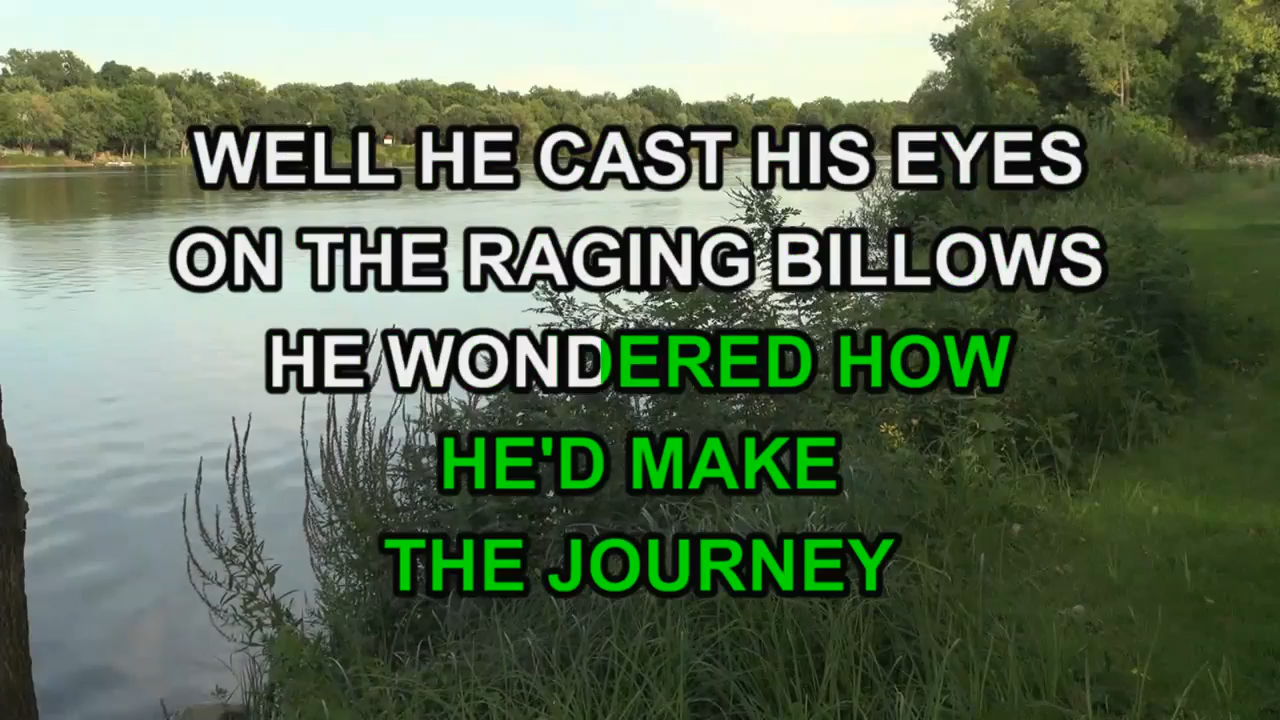 WELL HE CAST HIS EYES
ON THE RAGING BILLOWS
HE WONDERED HOW
HE'D MAKE
THE JOURNEY